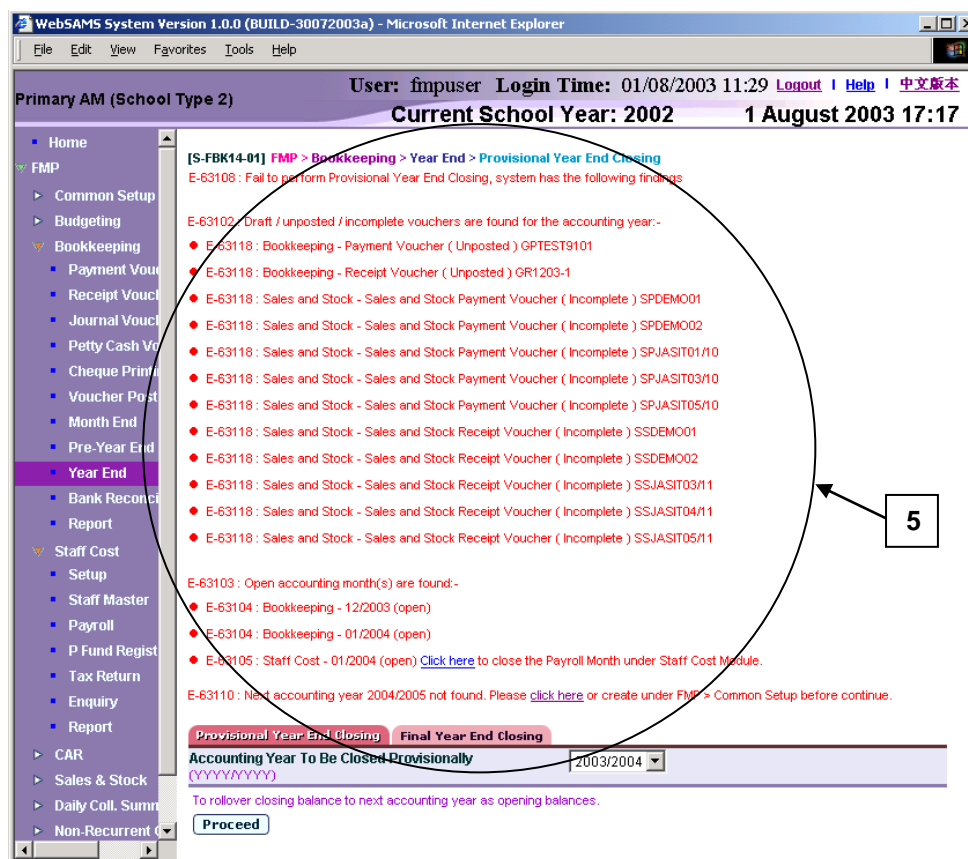 WebSAMS System Version 1.0.0 (BUILD-30072003a) - Microsoft Internet Explorer
File Edit View Favorites Tools Help
Primary AM (School Type 2)
User: fmpuser Login Time: 01/08/2003 11:29 Logout | Help | 中文版本
Current School Year: 2002 1 August 2003 17:17
Home
FMP
Common Setup
Budgeting
Bookkeeping
Payment Vou
Receipt Vouch
Journal Vouch
Petty Cash Vo
Cheque Printi
Voucher Post
Month End
Pre-Year End
Year End
Bank Reconci
Report
Staff Cost
Setup
Staff Master
Payroll
P Fund Regist
Tax Return
Enquiry
Report
CAR
Sales & Stock
Daily Coll. Summ
Non-Recurrent
[S-FBK14-01] FMP > Bookkeeping > Year End > Provisional Year End Closing
E-63108 : Fail to perform Provisional Year End Closing, system has the following findings
E-63102 : Draft / unposted / incomplete vouchers are found for the accounting year:-
E-63118 : Bookkeeping - Payment Voucher ( Unposted ) GPTEST9101
E-63118 : Bookkeeping - Receipt Voucher ( Unposted ) GR1203-1
E-63118 : Sales and Stock - Sales and Stock Payment Voucher ( Incomplete ) SPDEMO01
E-63118 : Sales and Stock - Sales and Stock Payment Voucher ( Incomplete ) SPDEMO02
E-63118 : Sales and Stock - Sales and Stock Payment Voucher ( Incomplete ) SPJASIT01/10
E-63118 : Sales and Stock - Sales and Stock Payment Voucher ( Incomplete ) SPJASIT03/10
E-63118 : Sales and Stock - Sales and Stock Payment Voucher ( Incomplete ) SPJASIT05/10
E-63118 : Sales and Stock - Sales and Stock Receipt Voucher ( Incomplete ) SSDEMO01
E-63118 : Sales and Stock - Sales and Stock Receipt Voucher ( Incomplete ) SSDEMO02
E-63118 : Sales and Stock - Sales and Stock Receipt Voucher ( Incomplete ) SSJASIT03/11
E-63118 : Sales and Stock - Sales and Stock Receipt Voucher ( Incomplete ) SSJASIT04/11
E-63118 : Sales and Stock - Sales and Stock Receipt Voucher ( Incomplete ) SSJASIT05/11
5
E-63103 : Open accounting month(s) are found:-
E-63104 : Bookkeeping - 12/2003 (open)
E-63104 : Bookkeeping - 01/2004 (open)
E-63105 : Staff Cost - 01/2004 (open) Click here to close the Payroll Month under Staff Cost Module.
E-63110 : Next accounting year 2004/2005 not found. Please click here or create under FMP > Common Setup before continue.
Provisional Year End Closing Final Year End Closing
Accounting Year To Be Closed Provisionally 2003/2004
(YYYY/YYYY)
To rollover closing balance to next accounting year as opening balances.
Proceed